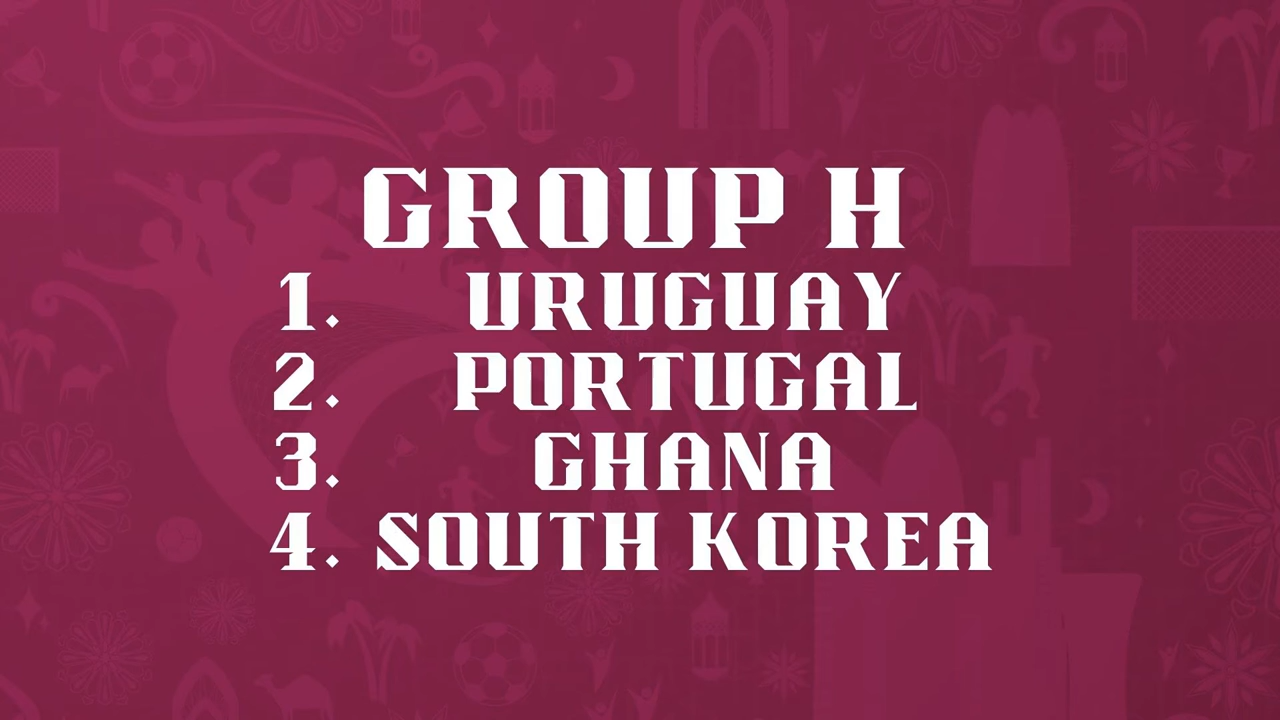 GROUP H
1. URUGUAY
2. PORTUGAL
3. GHANA
4. SOUTH KOREA